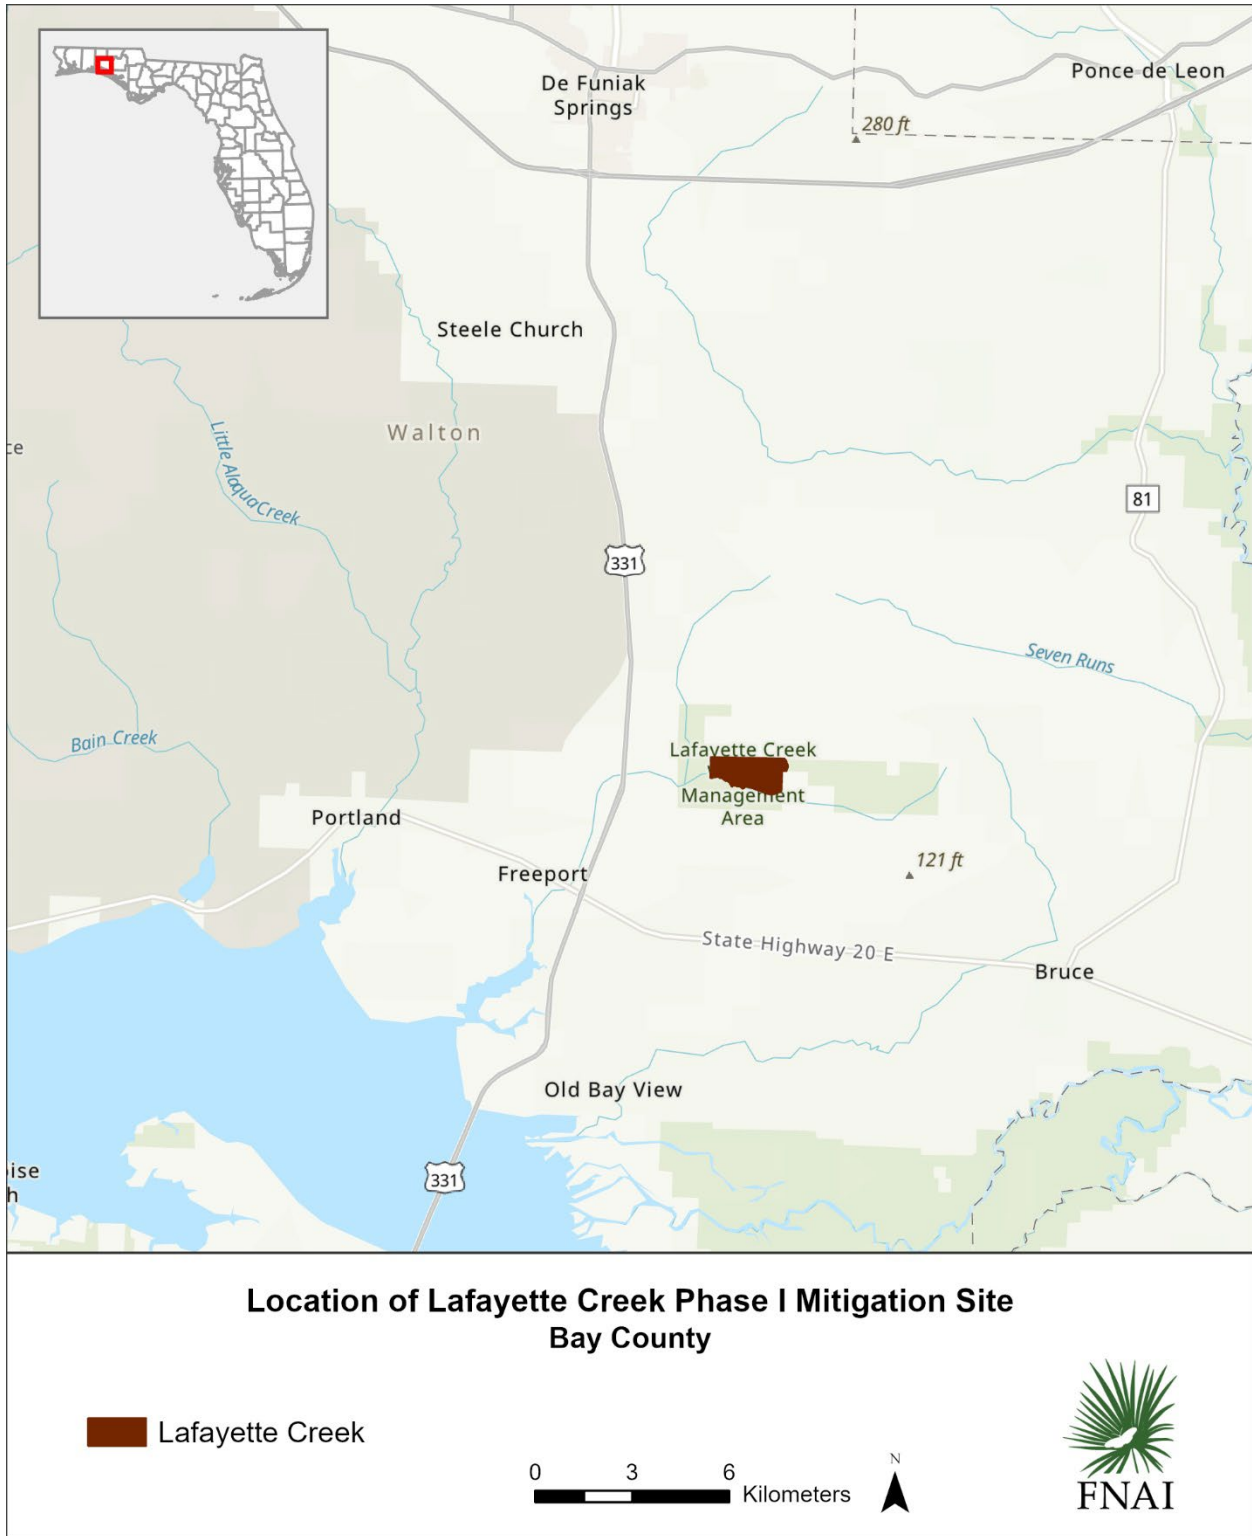 De Funiak
Springs
Ponce de Leon
280 ft
Steele Church
Walton
Little Alaqua Creek
ce
81
331
Seven Runs
Bain Creek
Lafayette Creek
Management
Area
Portland
121 ft
Freeport
State Highway 20 E
Bruce
Old Bay View
oise
h
331
Location of Lafayette Creek Phase I Mitigation Site
Bay County
Lafayette Creek
0 3 6
Kilometers
N
FNAI